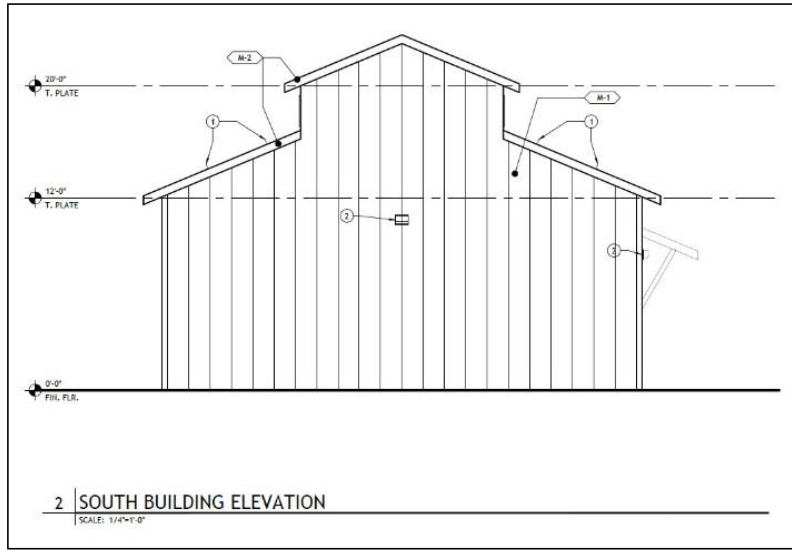 M-2
20'-0"
T. PLATE
M-1
1
1
12'-0"
T. PLATE
2
2
0'-0"
FIN. FLR.
2 SOUTH BUILDING ELEVATION
SCALE: 1/4"=1'-0"